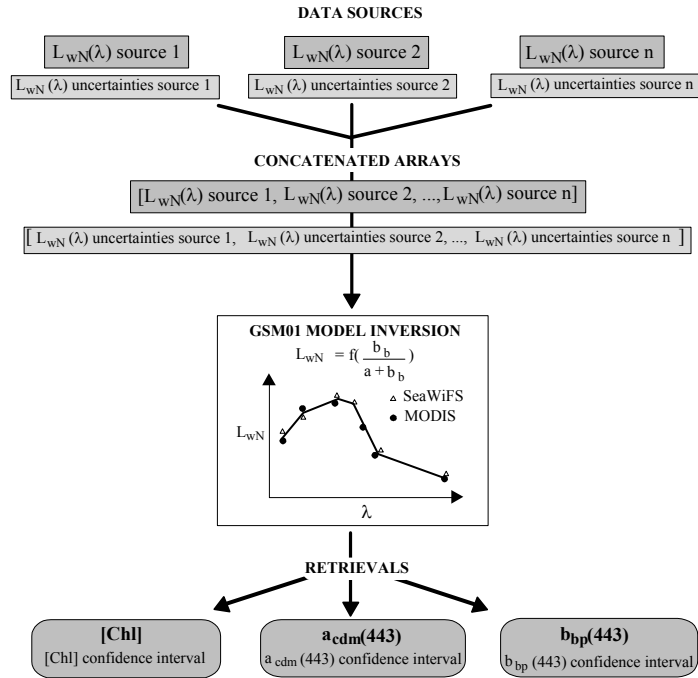 DATA SOURCES
LwN(λ) source 1
LwN(λ) source 2
LwN(λ) source n
LwN(λ) uncertainties source 1
LwN(λ) uncertainties source 2
LwN(λ) uncertainties source n
CONCATENATED ARRAYS
[LwN(λ) source 1, LwN(λ) source 2, ...,LwN(λ) source n]
[ LwN(λ) uncertainties source 1, LwN(λ) uncertainties source 2, ..., LwN(λ) uncertainties source n ]
GSM01 MODEL INVERSION
LwN = f( bb / a + bb )
SeaWiFS
MODIS
LwN
λ
RETRIEVALS
[Chl]
[Chl] confidence interval
acdm(443)
acdm (443) confidence interval
bbp(443)
bbp (443) confidence interval